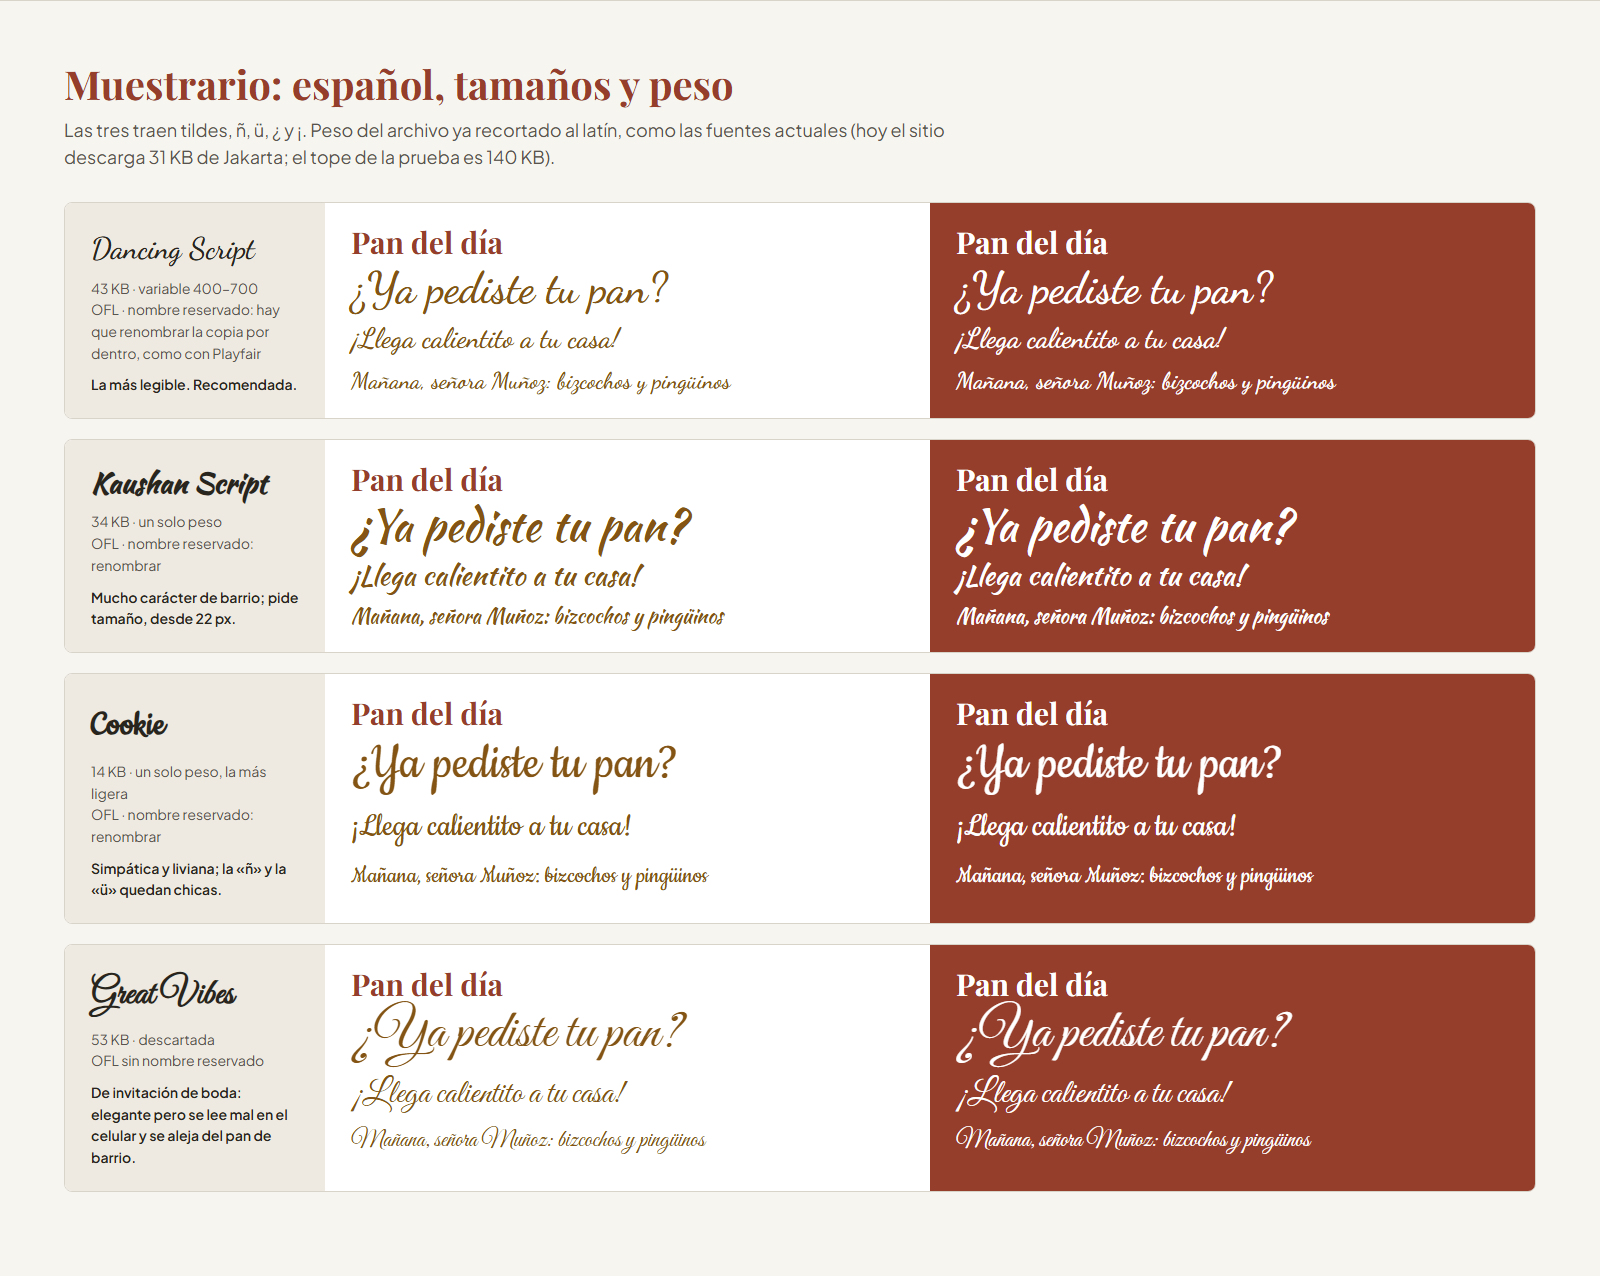 Muestrario: español, tamaños y peso
Las tres traen tildes, ñ, ü, ¿ y ¡. Peso del archivo ya recortado al latín, como las fuentes actuales (hoy el sitio
descarga 31 KB de Jakarta; el tope de la prueba es 140 KB).
Dancing Script
43 KB · variable 400–700
OFL · nombre reservado: hay
que renombrar la copia por
dentro, como con Playfair
La más legible. Recomendada.
Pan del día
¿Ya pediste tu pan?
¡Llega calientito a tu casa!
Mañana, señora Muñoz: bizcochos y pingüinos
Pan del día
¿Ya pediste tu pan?
¡Llega calientito a tu casa!
Mañana, señora Muñoz: bizcochos y pingüinos
Kaushan Script
34 KB · un solo peso
OFL · nombre reservado:
renombrar
Mucho carácter de barrio; pide
tamaño, desde 22 px.
Pan del día
¿Ya pediste tu pan?
¡Llega calientito a tu casa!
Mañana, señora Muñoz: bizcochos y pingüinos
Pan del día
¿Ya pediste tu pan?
¡Llega calientito a tu casa!
Mañana, señora Muñoz: bizcochos y pingüinos
Cookie
14 KB · un solo peso, la más
ligera
OFL · nombre reservado:
renombrar
Simpática y liviana; la «ñ» y la
«ü» quedan chicas.
Pan del día
¿Ya pediste tu pan?
¡Llega calientito a tu casa!
Mañana, señora Muñoz: bizcochos y pingüinos
Pan del día
¿Ya pediste tu pan?
¡Llega calientito a tu casa!
Mañana, señora Muñoz: bizcochos y pingüinos
Great Vibes
53 KB · descartada
OFL sin nombre reservado
De invitación de boda:
elegante pero se lee mal en el
celular y se aleja del pan de
barrio.
Pan del día
¿Ya pediste tu pan?
¡Llega calientito a tu casa!
Mañana, señora Muñoz: bizcochos y pingüinos
Pan del día
¿Ya pediste tu pan?
¡Llega calientito a tu casa!
Mañana, señora Muñoz: bizcochos y pingüinos